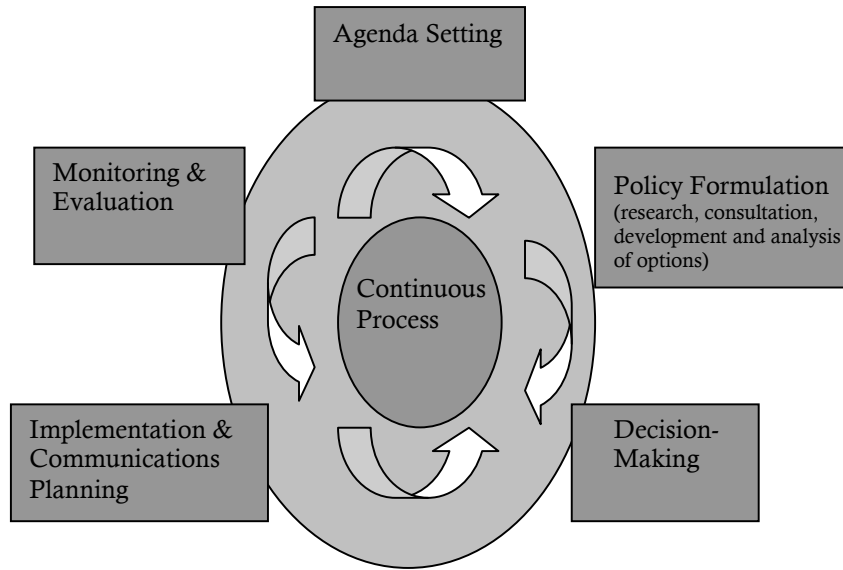 Agenda Setting
Monitoring &
Evaluation
Policy Formulation
(research, consultation,
development and analysis
of options)
Continuous
Process
Implementation &
Communications
Planning
Decision-
Making